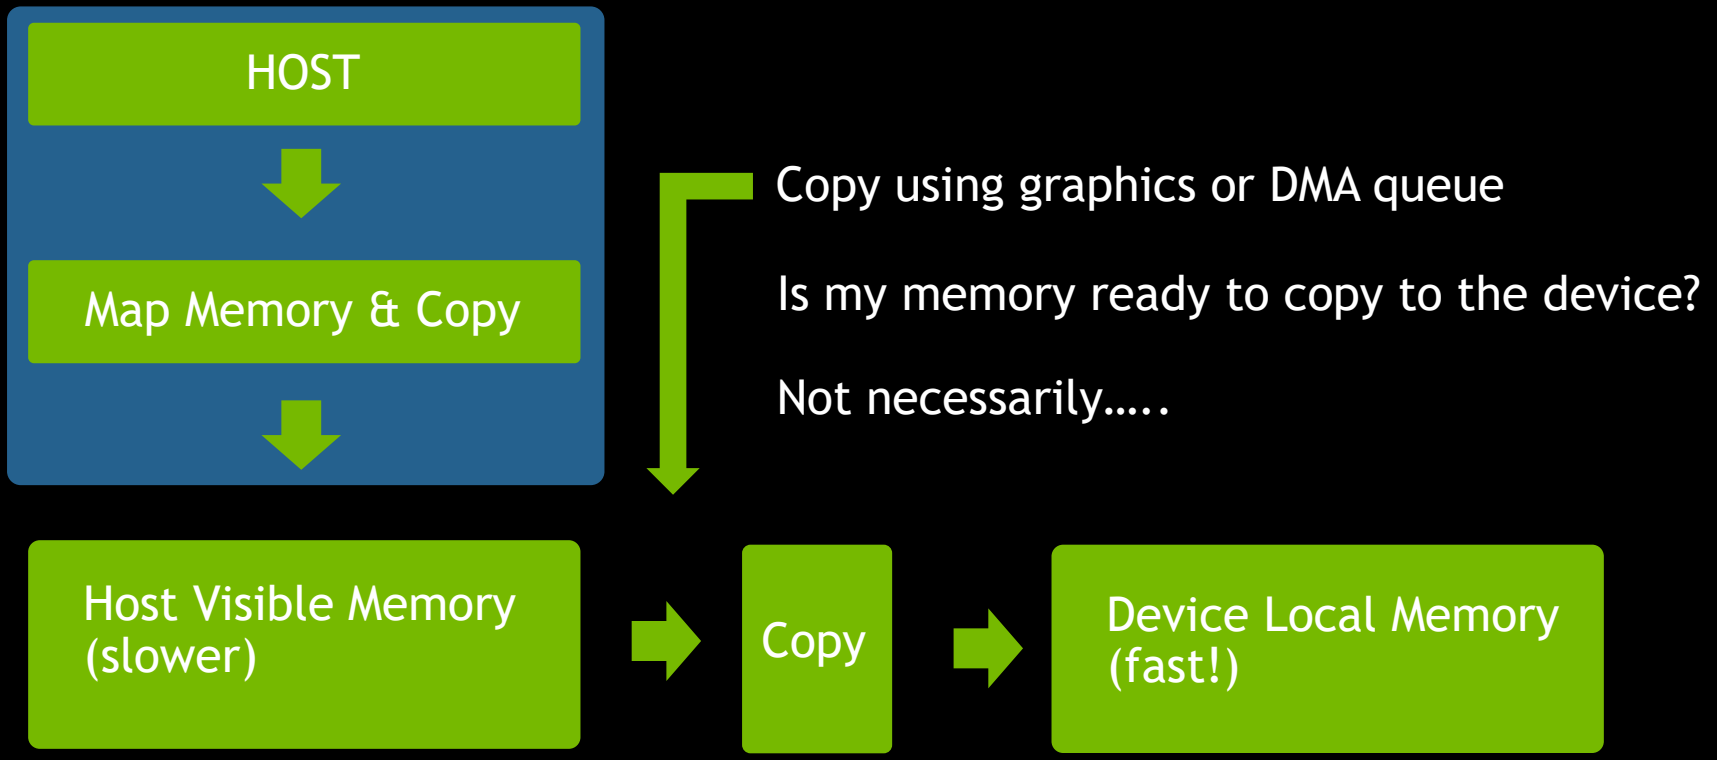 HOST
Map Memory & Copy
Copy using graphics or DMA queue
Is my memory ready to copy to the device?
Not necessarily.....
Host Visible Memory
(slower)
Copy
Device Local Memory
(fast!)